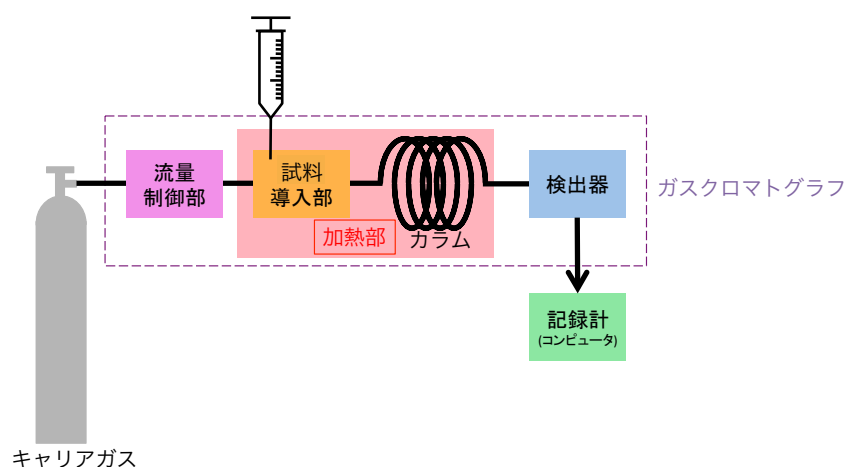 流量
制御部
試料
導入部
加熱部
カラム
検出器
ガスクロマトグラフ
記録計
(コンピュータ)
キャリアガス